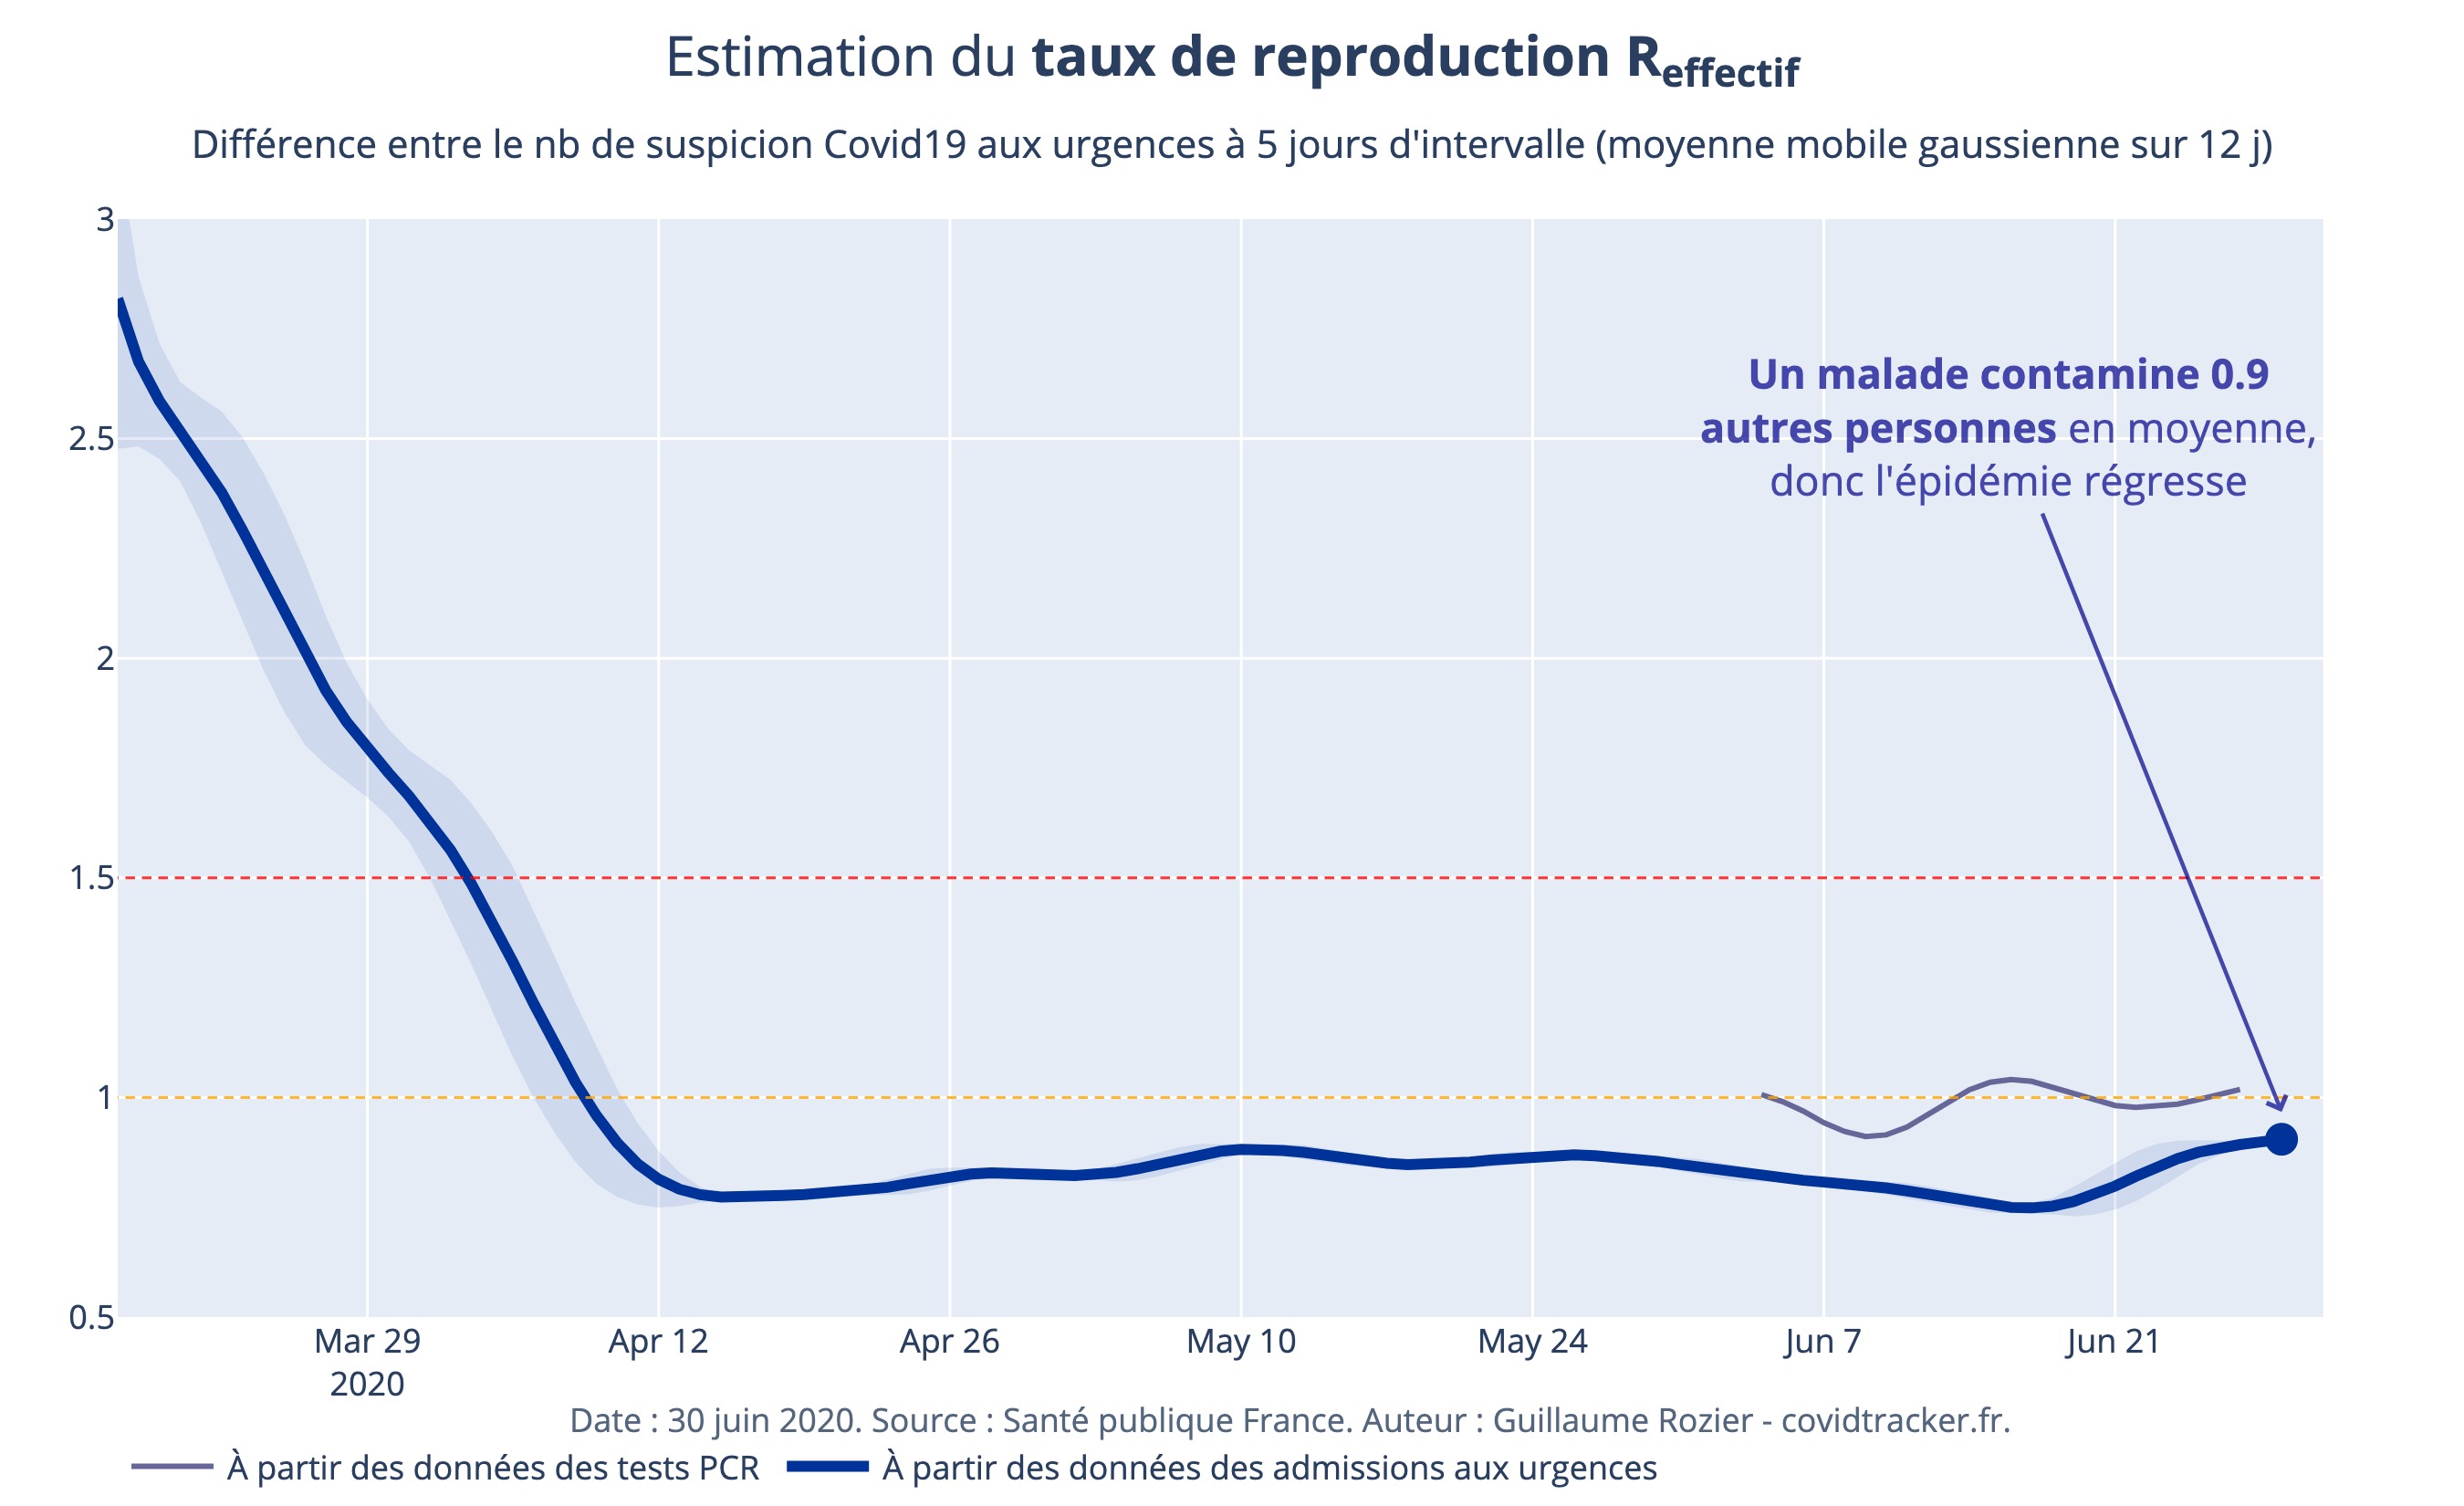 Estimation du taux de reproduction Reffectif
Différence entre le nb de suspicion Covid19 aux urgences à 5 jours d'intervalle (moyenne mobile gaussienne sur 12 j)
3
2.5
2
1.5
1
0.5
Un malade contamine 0.9
autres personnes en moyenne,
donc l'épidémie régresse
Mar 29 Apr 12 Apr 26 May 10 May 24 Jun 7 Jun 21
2020
Date : 30 juin 2020. Source : Santé publique France. Auteur : Guillaume Rozier - covidtracker.fr.
À partir des données des tests PCR À partir des données des admissions aux urgences